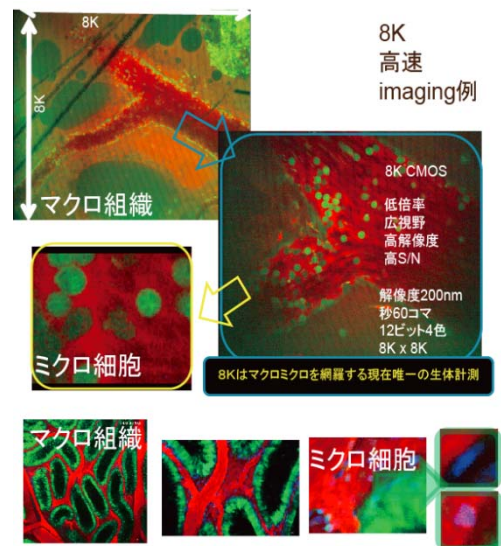 8K
8K
マクロ組織
8K
高速
imaging例
8K CMOS
低倍率
広視野
高解像度
高S/N
解像度200nm
秒60コマ
12ビット4色
8K x 8K
ミクロ細胞
8Kはマクロミクロを網羅する現在唯一の生体計測
マクロ組織
ミクロ細胞